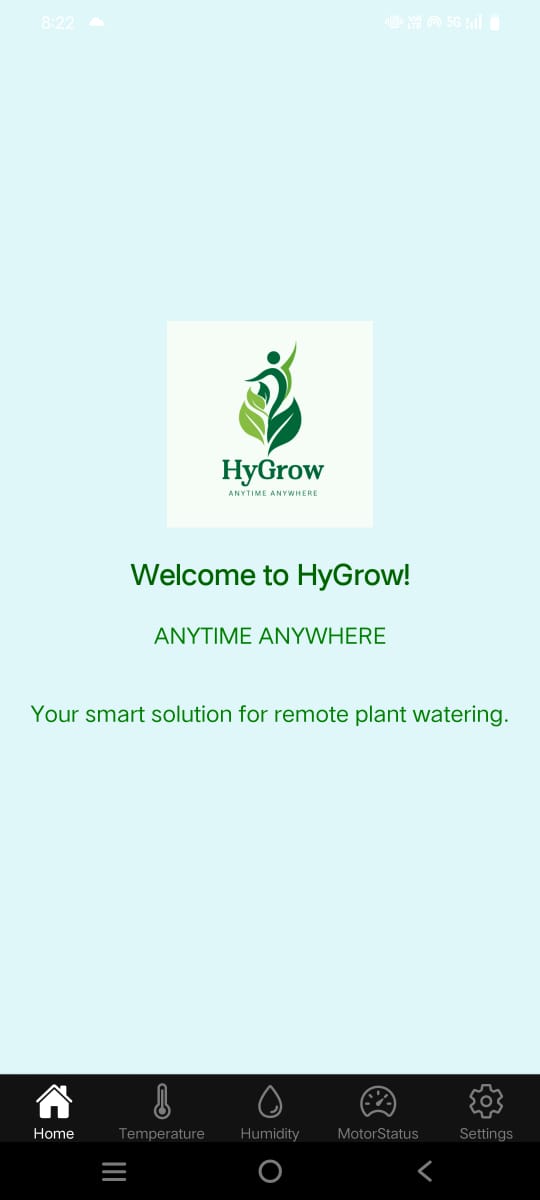 8:22
5G
HyGrow
ANYTIME ANYWHERE
Welcome to HyGrow!
ANYTIME ANYWHERE
Your smart solution for remote plant watering.
Home Temperature Humidity MotorStatus Settings